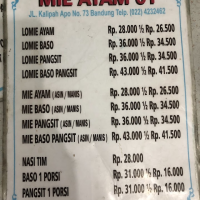 MIE AYAM 61
JL. Kalipah Apo No. 73 Bandung Telp. (022) 4232462
LOMIE AYAM Rp. 28.000 ½ Rp. 26.500
LOMIE BASO Rp. 36.000 ½ Rp. 34.500
LOMIE PANGSIT Rp. 36.000 ½ Rp. 34.500
LOMIE BASO PANGSIT Rp. 43.000 ½ Rp. 41.500
MIE AYAM (ASIN / MANIS) Rp. 28.000 ½ Rp. 26.500
MIE BASO (ASIN / MANIS) Rp. 36.000 ½ Rp. 34.500
MIE PANGSIT (ASIN / MANIS) Rp. 36.000 ½ Rp. 34.500
MIE BASO PANGSIT (ASIN / MANIS) Rp. 43.000 ½ Rp. 41.500
NASI TIM Rp. 28.000
BASO 1 PORSI Rp. 31.000 ½ Rp. 16.000
PANGSIT 1 PORSI Rp. 31.000 ½ Rp. 16.000